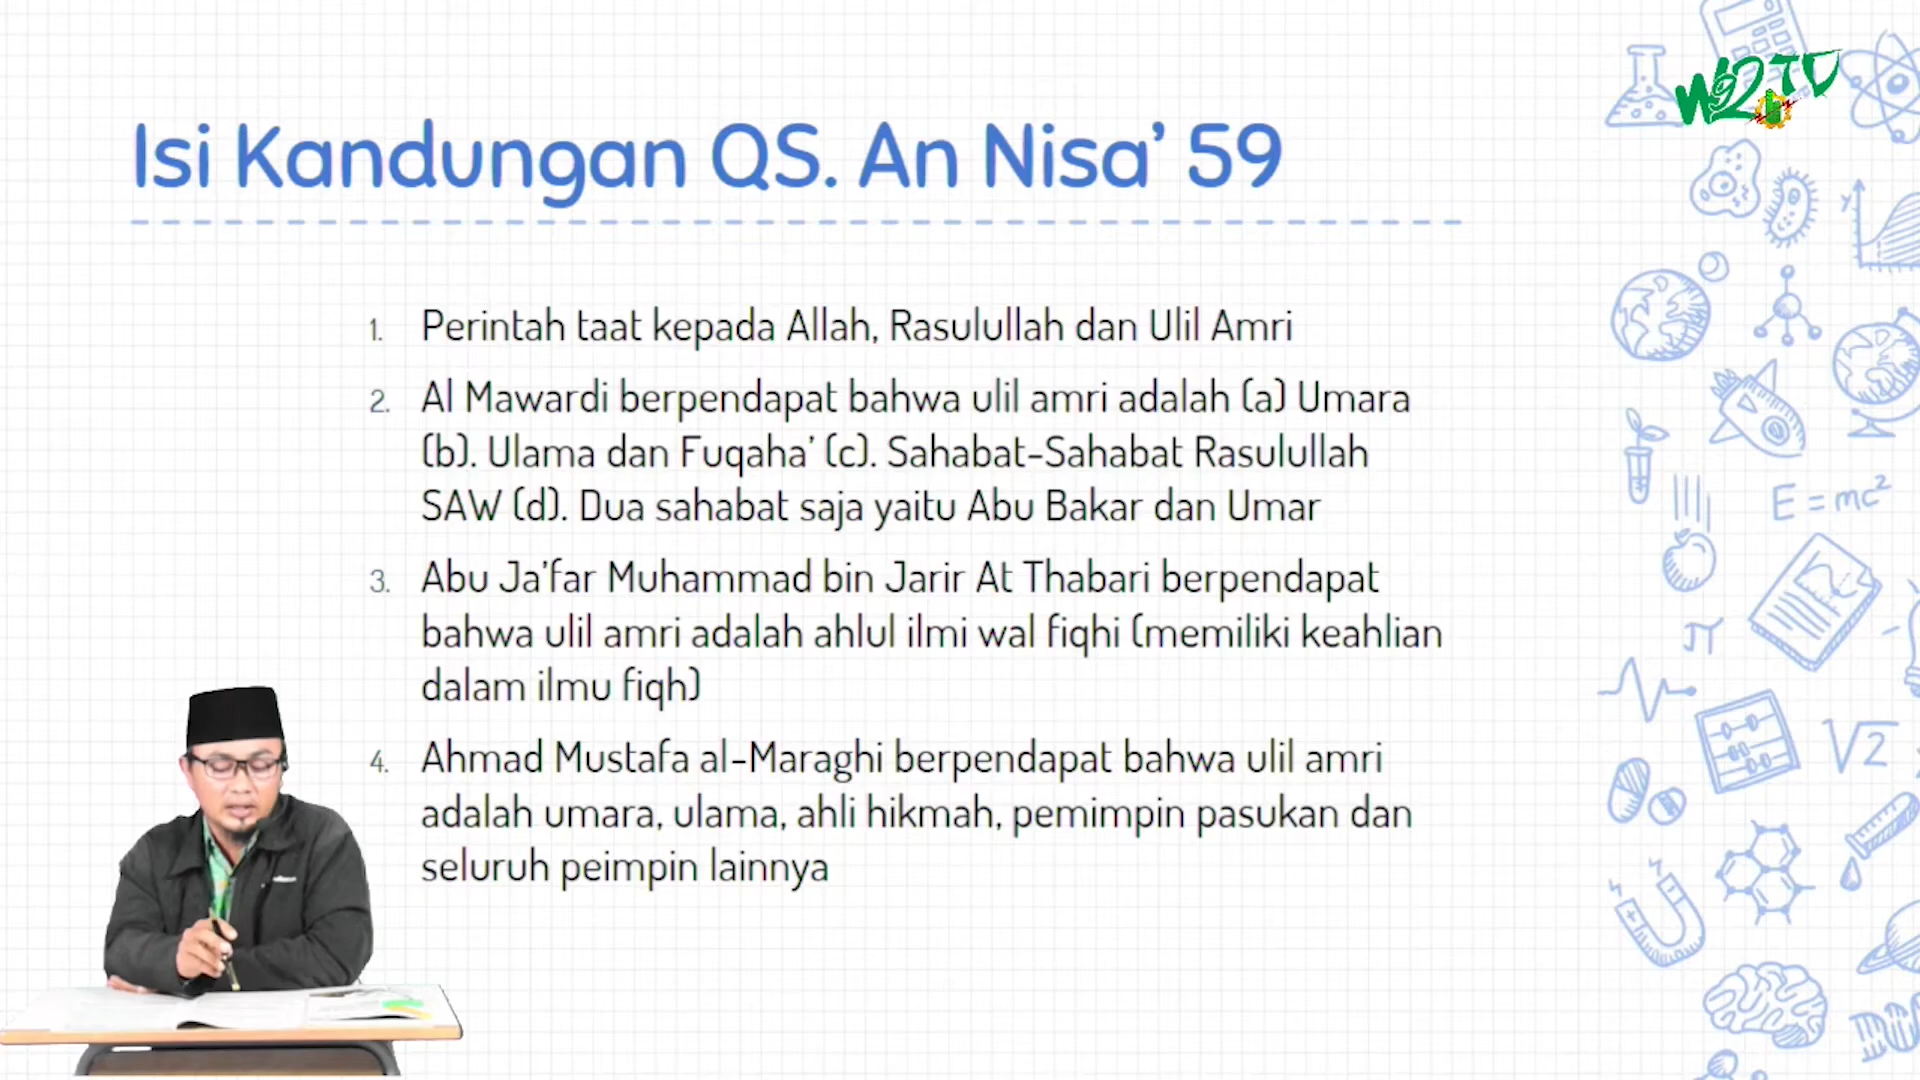 W92TV
Isi Kandungan QS. An Nisa’ 59
1. Perintah taat kepada Allah, Rasulullah dan Ulil Amri
2. Al Mawardi berpendapat bahwa ulil amri adalah (a) Umara
(b). Ulama dan Fuqaha’ (c). Sahabat-Sahabat Rasulullah
SAW (d). Dua sahabat saja yaitu Abu Bakar dan Umar
3. Abu Ja’far Muhammad bin Jarir At Thabari berpendapat
bahwa ulil amri adalah ahlul ilmi wal fiqhi (memiliki keahlian
dalam ilmu fiqh)
4. Ahmad Mustafa al-Maraghi berpendapat bahwa ulil amri
adalah umara, ulama, ahli hikmah, pemimpin pasukan dan
seluruh peimpin lainnya
y
E = mc²
π
√2